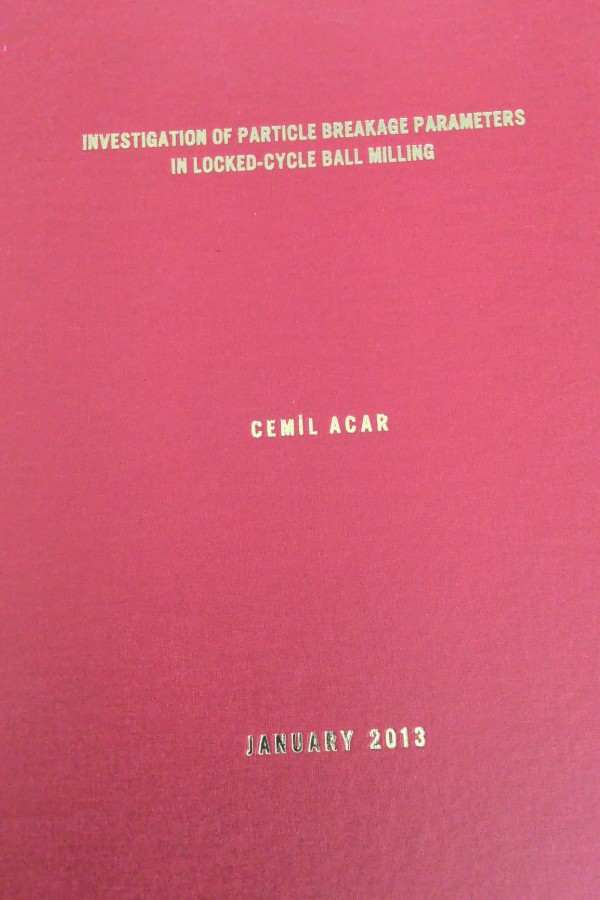 INVESTIGATION OF PARTICLE BREAKAGE PARAMETERS
IN LOCKED-CYCLE BALL MILLING
CEMİL ACAR
JANUARY 2013